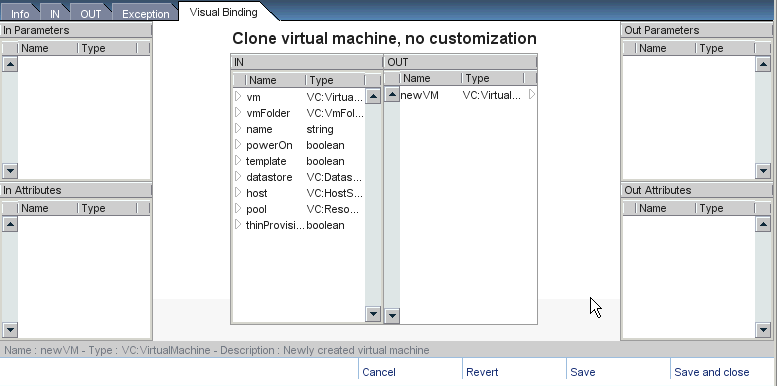 Info IN OUT Exception Visual Binding
In Parameters
Name Type
In Attributes
Name Type
Clone virtual machine, no customization
IN
Name Type
vm VC:Virtua...
vmFolder VC:VmFol...
name string
powerOn boolean
template boolean
datastore VC:Datas...
host VC:HostS...
pool VC:Reso...
thinProvisi... boolean
OUT
Name Type
newVM VC:Virtual...
Out Parameters
Name Type
Out Attributes
Name Type
Name : newVM - Type : VC:VirtualMachine - Description : Newly created virtual machine
Cancel Revert Save Save and close